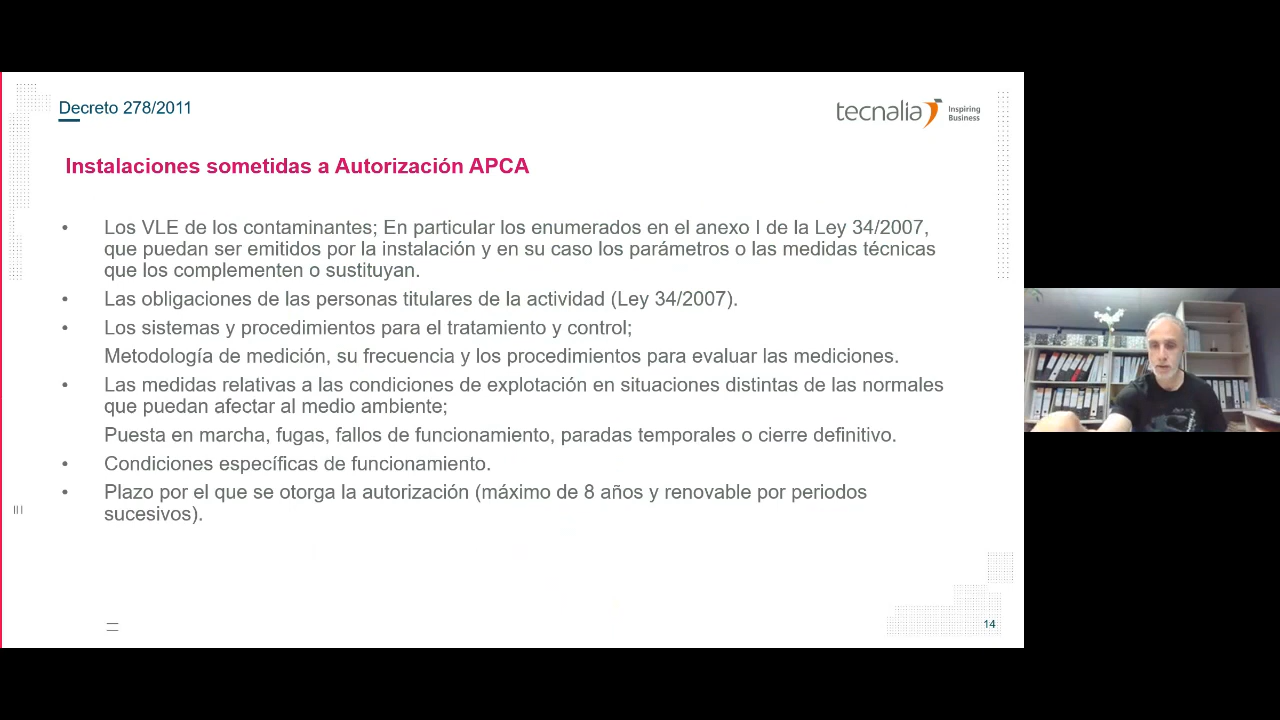 Decreto 278/2011
tecnalia
Inspiring
Business
Instalaciones sometidas a Autorización APCA
• Los VLE de los contaminantes; En particular los enumerados en el anexo I de la Ley 34/2007,
que puedan ser emitidos por la instalación y en su caso los parámetros o las medidas técnicas
que los complementen o sustituyan.
• Las obligaciones de las personas titulares de la actividad (Ley 34/2007).
• Los sistemas y procedimientos para el tratamiento y control;
Metodología de medición, su frecuencia y los procedimientos para evaluar las mediciones.
• Las medidas relativas a las condiciones de explotación en situaciones distintas de las normales
que puedan afectar al medio ambiente;
Puesta en marcha, fugas, fallos de funcionamiento, paradas temporales o cierre definitivo.
• Condiciones específicas de funcionamiento.
• Plazo por el que se otorga la autorización (máximo de 8 años y renovable por periodos
sucesivos).
14